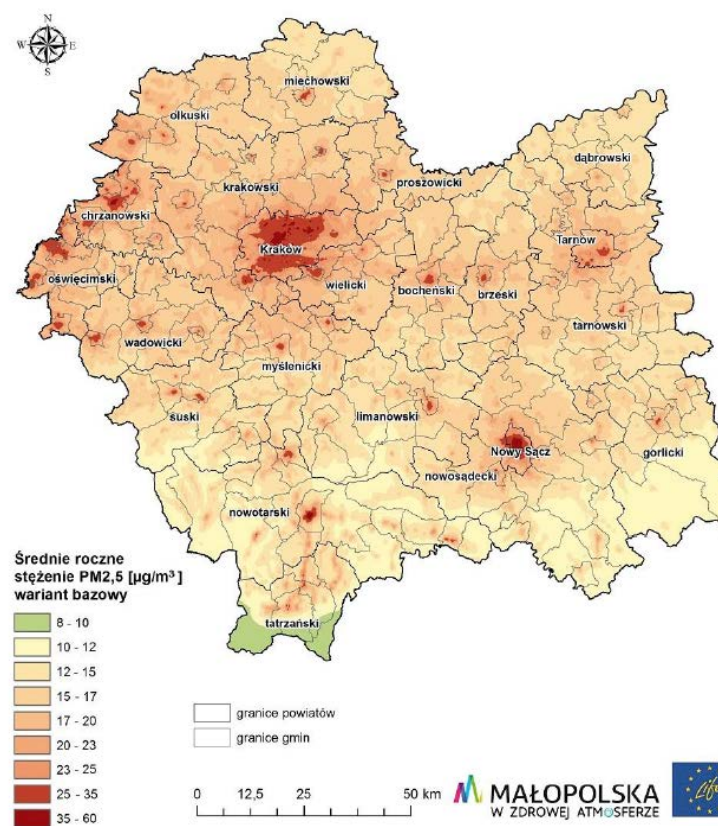 N
W E
S
miechowski
olkuski
dąbrowski
proszowicki
krakowski
chrzanowski
Tarnów
Kraków
oświęcimski
wielicki
bocheński
brzeski
tarnowski
wadowicki
myślenicki
suski
limanowski
Nowy Sącz
gorlicki
nowosądecki
nowotarski
tatrzański
Średnie roczne
stężenie PM2,5 [µg/m³]
wariant bazowy
8 - 10
10 - 12
12 - 15
15 - 17
17 - 20
20 - 23
23 - 25
25 - 35
35 - 60
granice powiatów
granice gmin
0 12,5 25 50 km
MAŁOPOLSKA
W ZDROWEJ ATMOSFERZE
Life